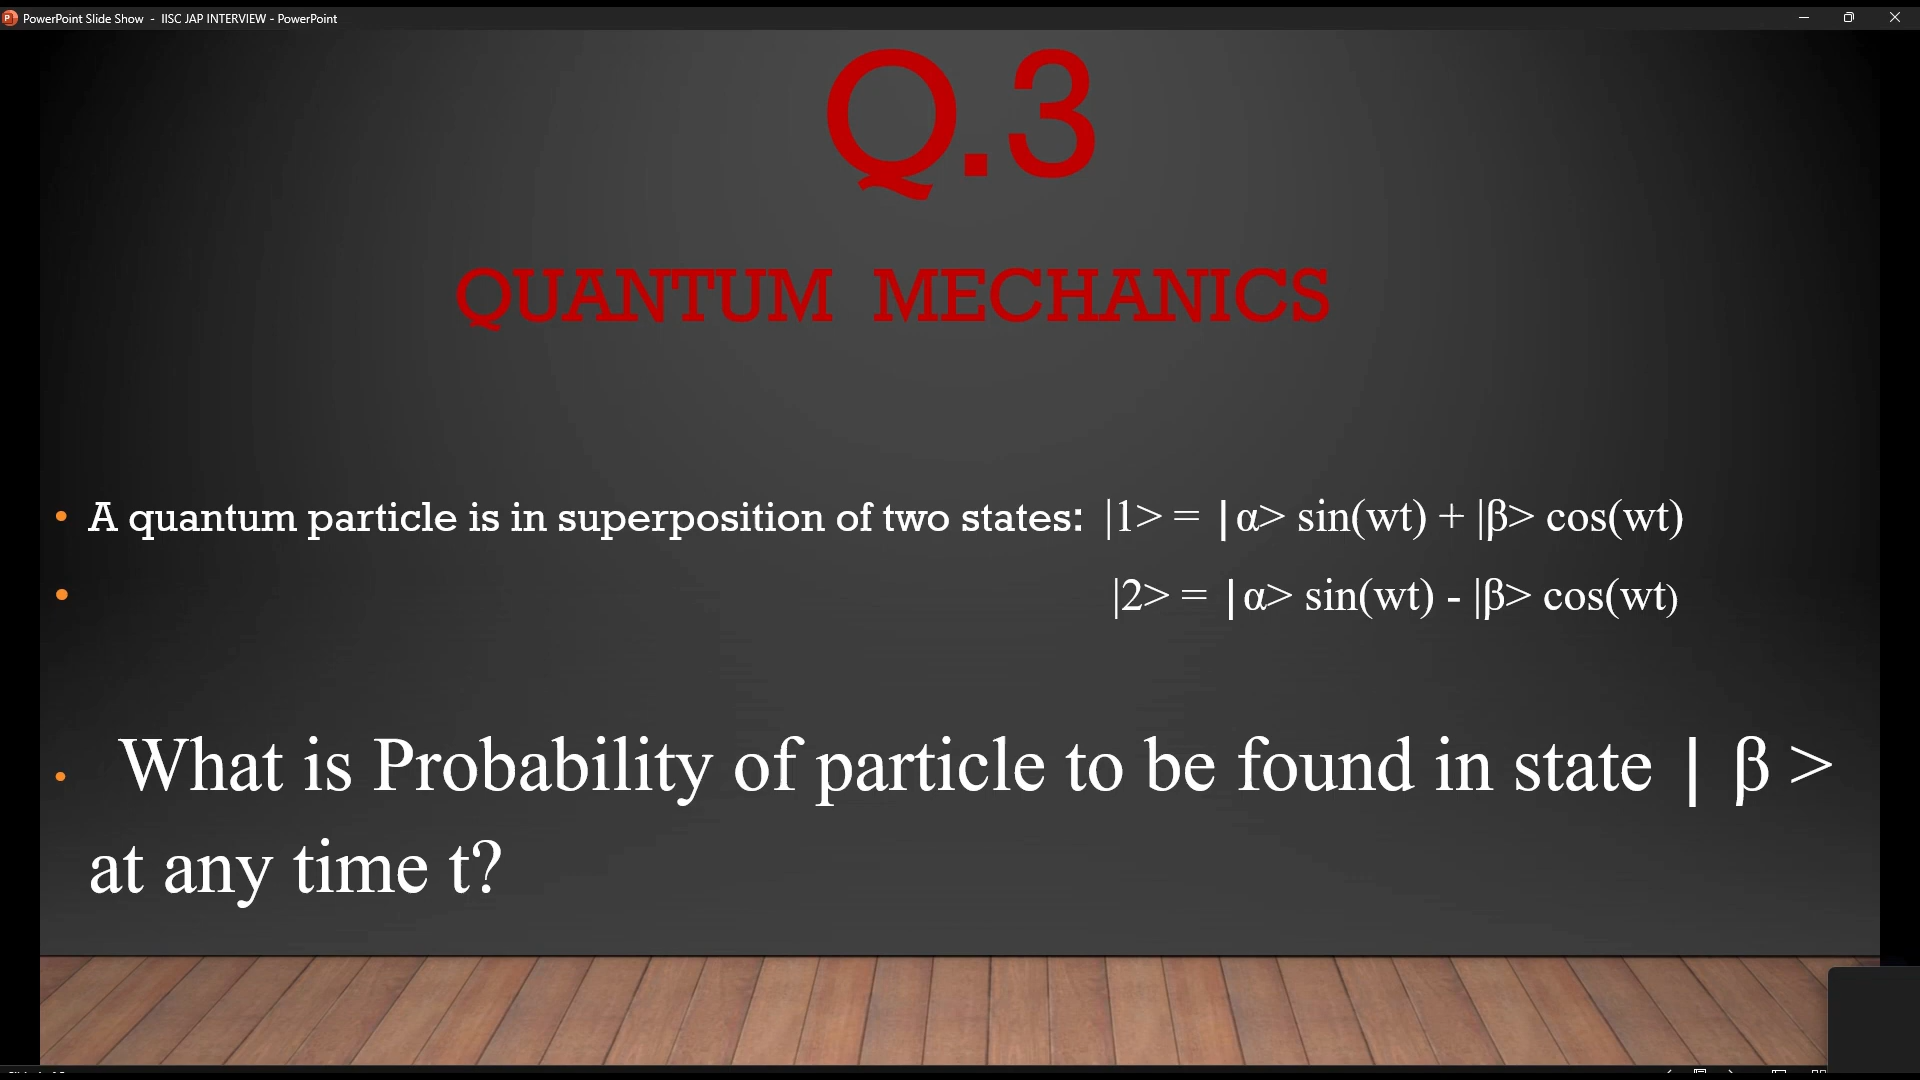 PowerPoint Slide Show - IISC JAP INTERVIEW - PowerPoint
Q.3
QUANTUM MECHANICS
• A quantum particle is in superposition of two states: |1> = |α> sin(wt) + |β> cos(wt)
• |2> = |α> sin(wt) - |β> cos(wt)
• What is Probability of particle to be found in state | β >
at any time t?